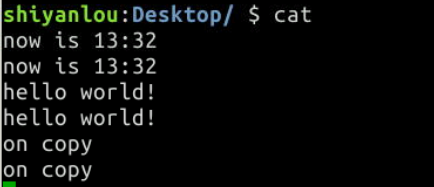 shiyanlou:Desktop/ $ cat
now is 13:32
now is 13:32
hello world!
hello world!
on copy
on copy